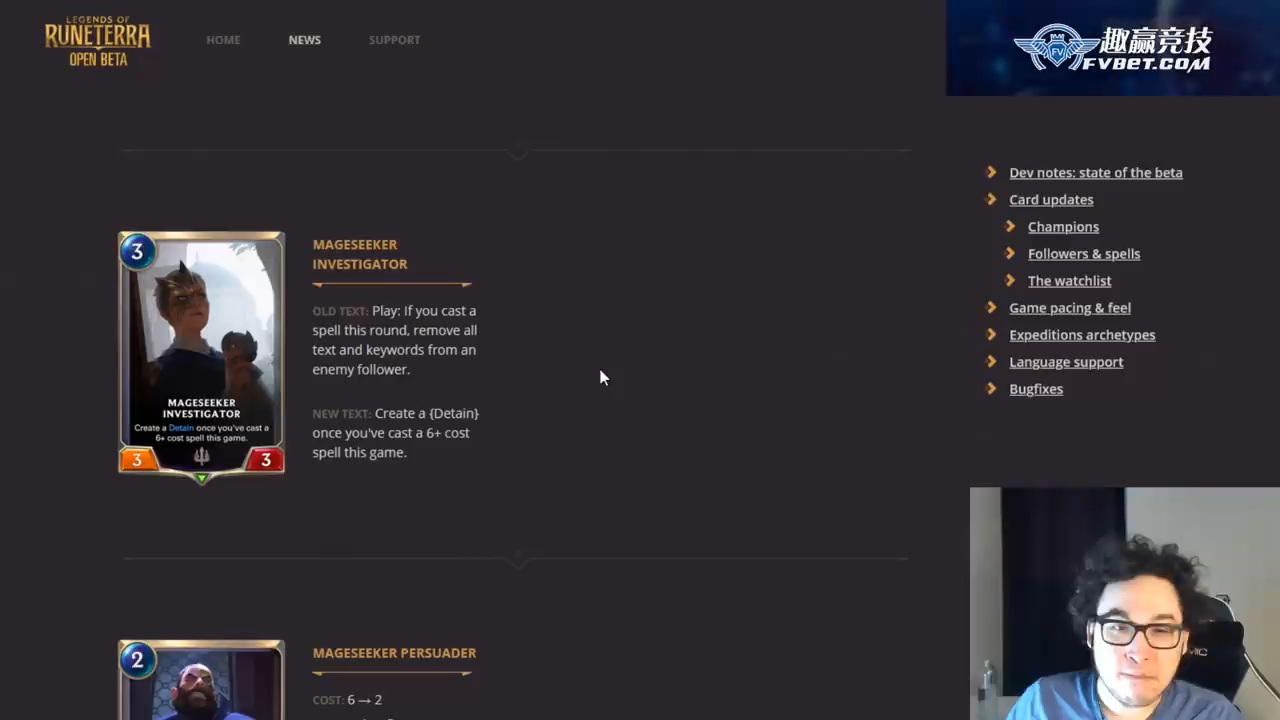 LEGENDS OF
RUNETERRA
OPEN BETA
HOME
NEWS
SUPPORT
趣赢竞技
FV
FVBET.COM
Dev notes: state of the beta
Card updates
Champions
Followers & spells
The watchlist
Game pacing & feel
Expeditions archetypes
Language support
Bugfixes
3
MAGESEEKER
INVESTIGATOR
Create a Detain once you've cast a
6+ cost spell this game.
3
3
MAGESEEKER
INVESTIGATOR
OLD TEXT: Play: If you cast a
spell this round, remove all
text and keywords from an
enemy follower.
NEW TEXT: Create a {Detain}
once you've cast a 6+ cost
spell this game.
2
MAGESEEKER PERSUADER
COST: 6 → 2